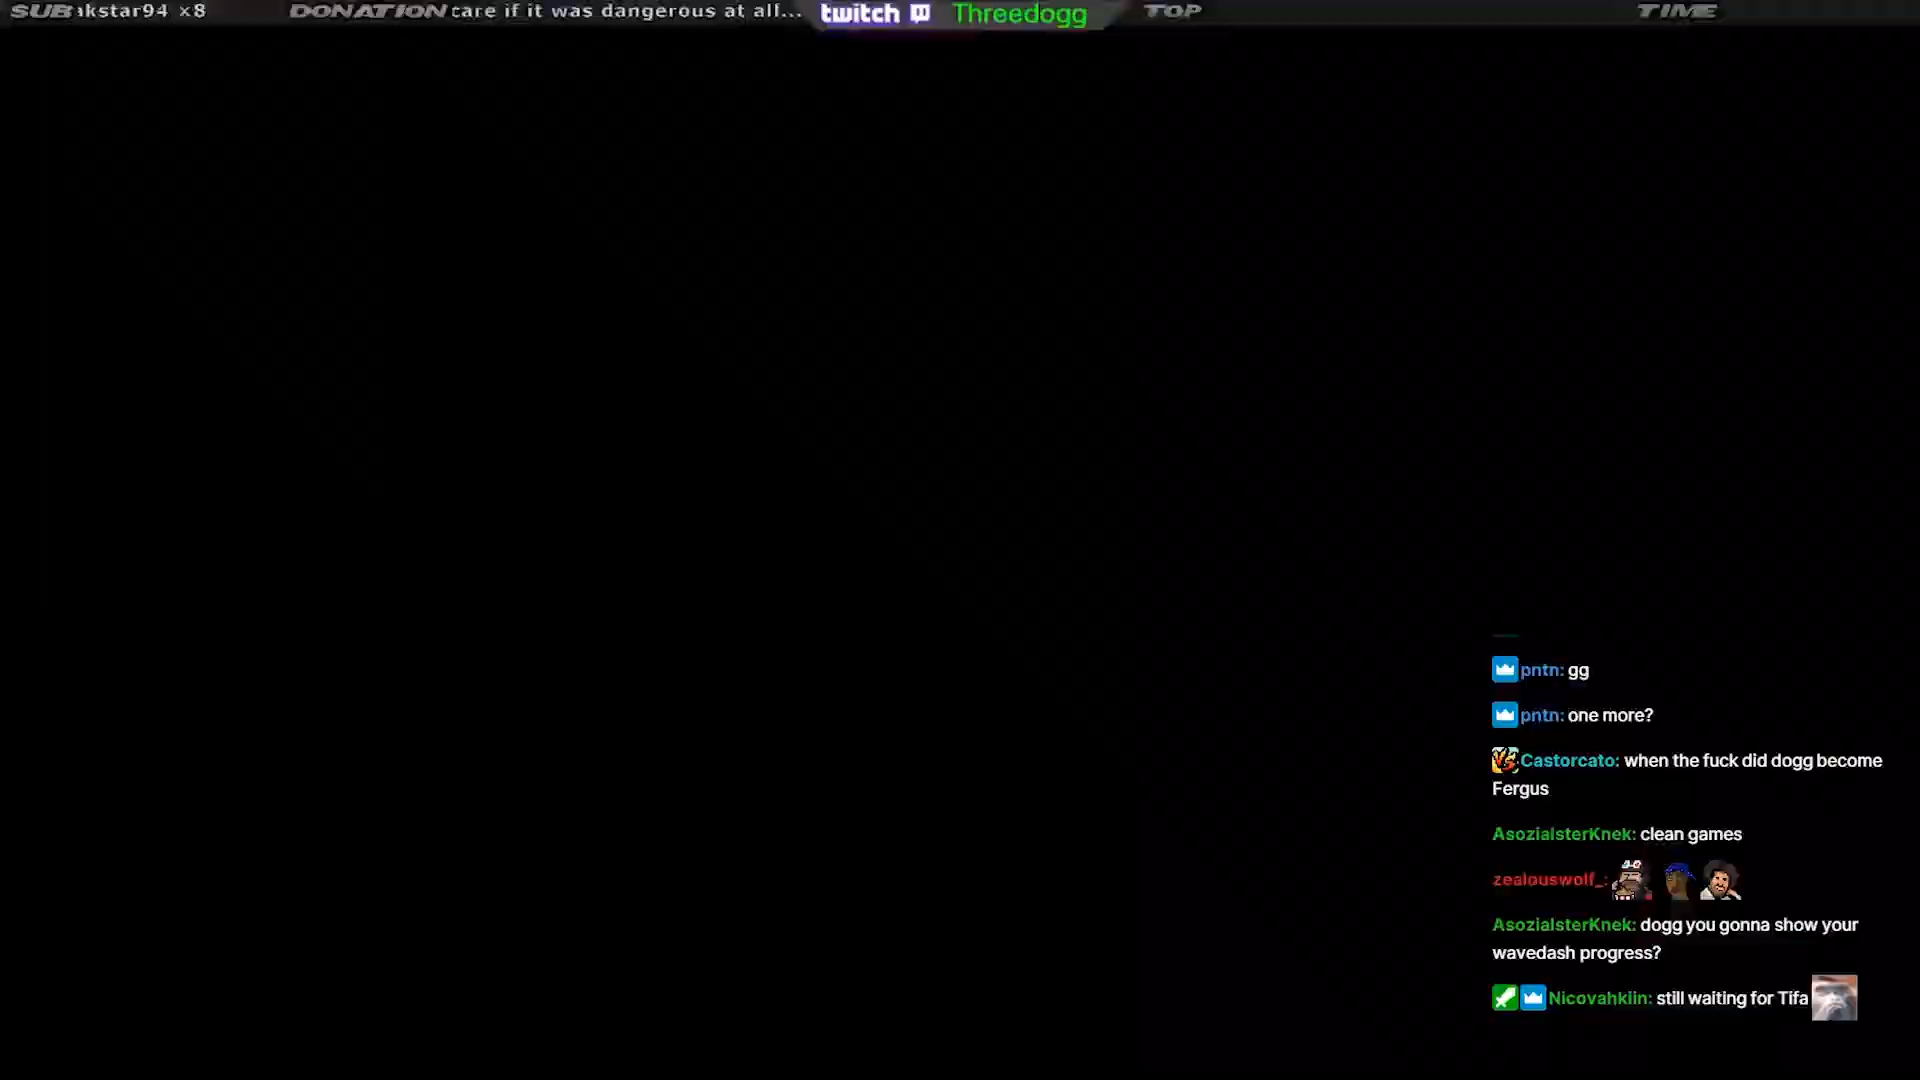 SUB kstar94 x8 DONATION care if it was dangerous at all... twitch Threedogg TOP TIME
pntn: gg
pntn: one more?
Castorcato: when the fuck did dogg become
Fergus
AsozialsterKnek: clean games
zealouswolf_:
AsozialsterKnek: dogg you gonna show your
wavedash progress?
Nicovahkiin: still waiting for Tifa